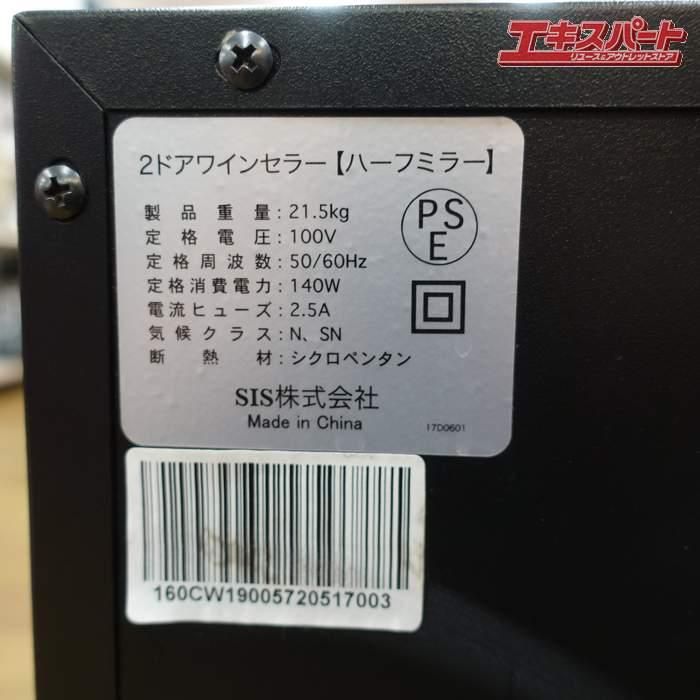 エキスパート
リユース&アウトレットストア
2ドアワインセラー【ハーフミラー】
製品重量:21.5kg
定格電圧:100V
定格周波数:50/60Hz
定格消費電力:140W
電流ヒューズ:2.5A
気候クラス:N、SN
断熱材:シクロペンタン
PS
E
SIS株式会社
Made in China
17D0601
160CW19005720517003